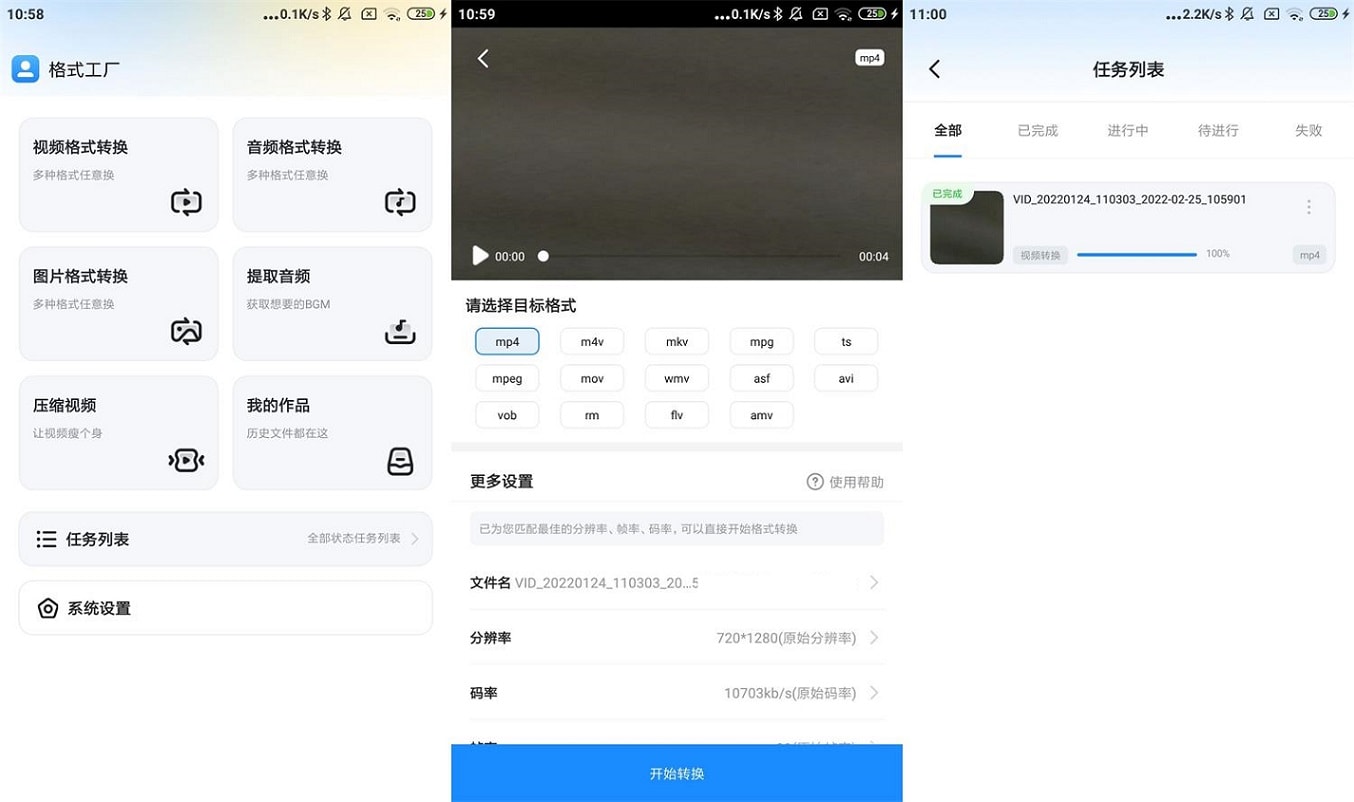 10:58
...0.1K/s
25
格式工厂
视频格式转换
多种格式任意换
音频格式转换
多种格式任意换
图片格式转换
多种格式任意换
提取音频
获取想要的BGM
压缩视频
让视频瘦个身
我的作品
历史文件都在这
任务列表
全部状态任务列表
系统设置
10:59
...0.1K/s
25
mp4
00:00
00:04
请选择目标格式
mp4 m4v mkv mpg ts
mpeg mov wmv asf avi
vob rm flv amv
更多设置
使用帮助
已为您匹配最佳的分辨率、帧率、码率，可以直接开始格式转换
文件名 VID_20220124_110303_20...5
分辨率 720*1280(原始分辨率)
码率 10703kb/s(原始码率)
开始转换
11:00
...2.2K/s
25
任务列表
全部 已完成 进行中 待进行 失败
已完成
VID_20220124_110303_2022-02-25_105901
视频转换
100%
mp4